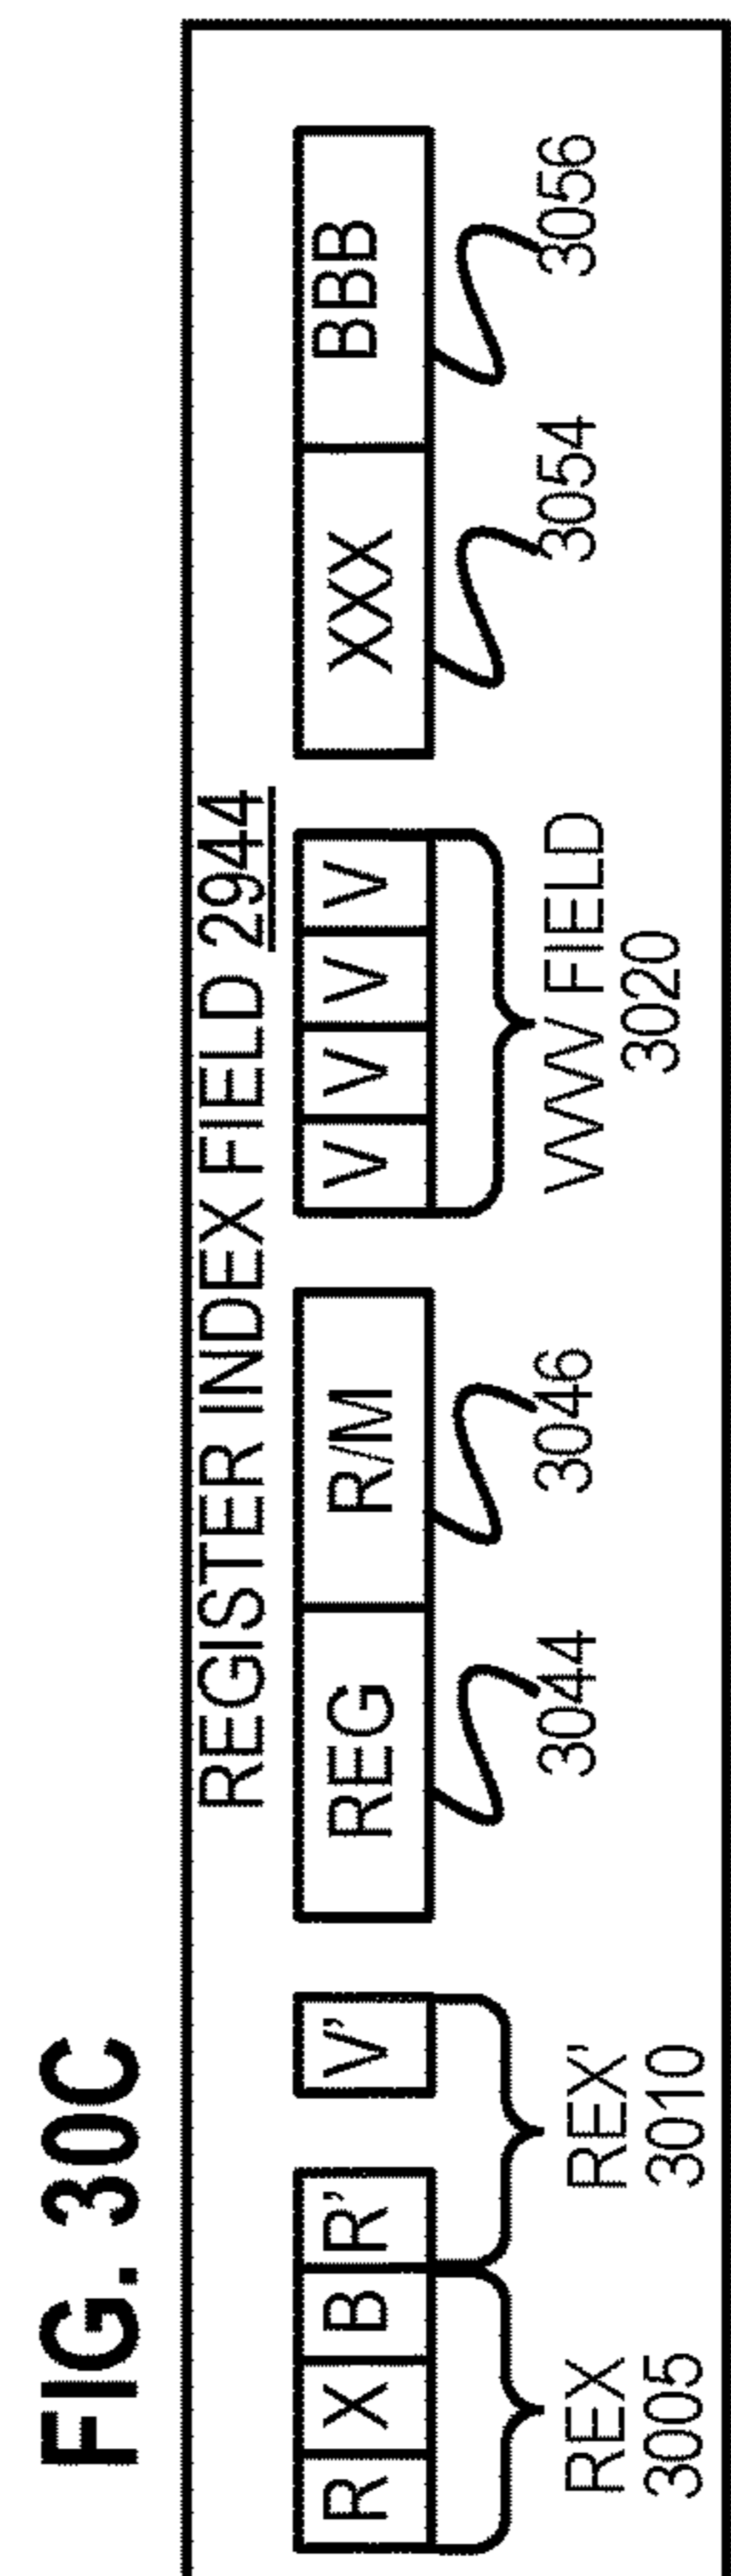 FIG. 30C
REGISTER INDEX FIELD 2944
R X B R' V' REG R/M V V V V XXX BBB
REX 3005
REX' 3010
3044
3046
VVVV FIELD 3020
3054
3056